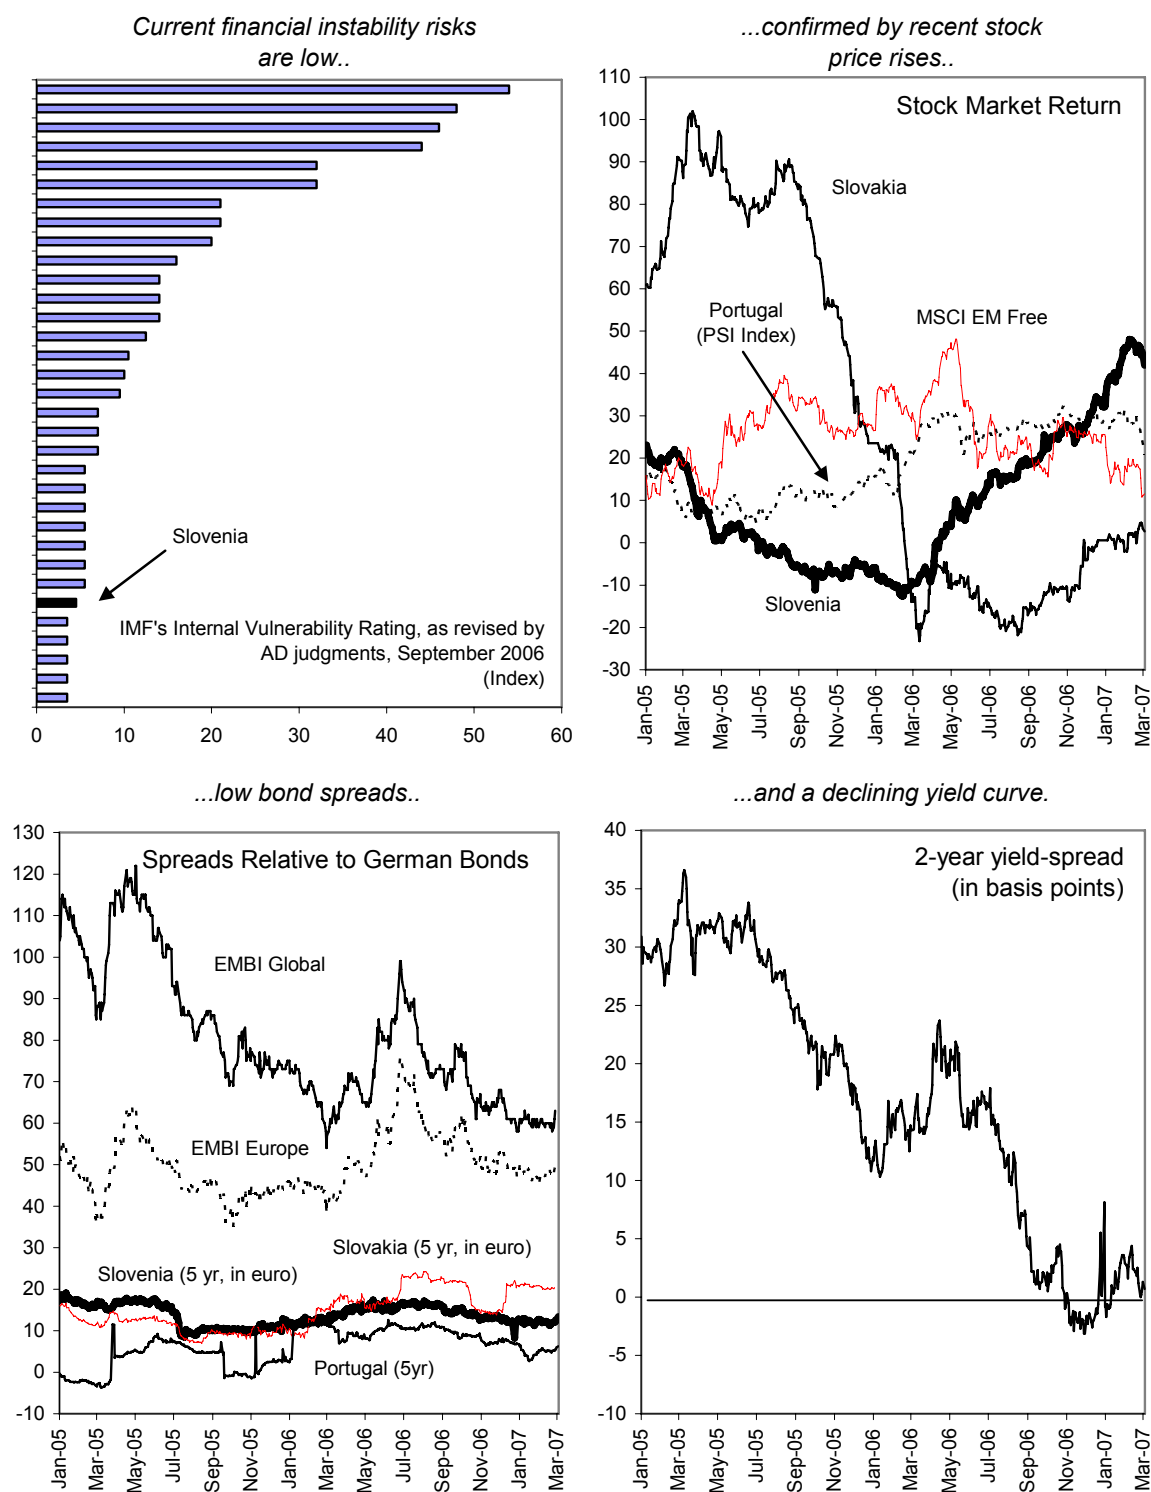 Current financial instability risks
are low..
Slovenia
IMF's Internal Vulnerability Rating, as revised by
AD judgments, September 2006
(Index)
0 10 20 30 40 50 60
...confirmed by recent stock
price rises..
Stock Market Return
110
100
90
80
70
60
50
40
30
20
10
0
-10
-20
-30
Slovakia
Portugal
(PSI Index)
MSCI EM Free
Slovenia
Jan-05 Mar-05 May-05 Jul-05 Sep-05 Nov-05 Jan-06 Mar-06 May-06 Jul-06 Sep-06 Nov-06 Jan-07 Mar-07
...low bond spreads..
Spreads Relative to German Bonds
130
120
110
100
90
80
70
60
50
40
30
20
10
0
-10
EMBI Global
EMBI Europe
Slovakia (5 yr, in euro)
Slovenia (5 yr, in euro)
Portugal (5yr)
Jan-05 Mar-05 May-05 Jul-05 Sep-05 Nov-05 Jan-06 Mar-06 May-06 Jul-06 Sep-06 Nov-06 Jan-07 Mar-07
...and a declining yield curve.
2-year yield-spread
(in basis points)
40
35
30
25
20
15
10
5
0
-5
-10
Jan-05 Mar-05 May-05 Jul-05 Sep-05 Nov-05 Jan-06 Mar-06 May-06 Jul-06 Sep-06 Nov-06 Jan-07 Mar-07